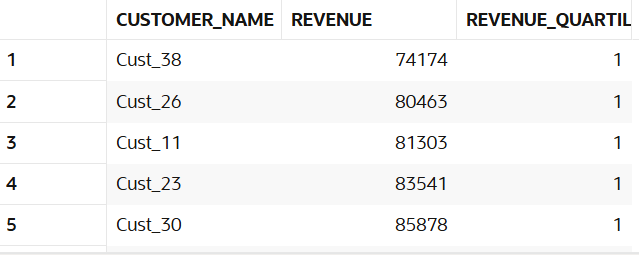 CUSTOMER_NAME REVENUE REVENUE_QUARTIL
1 Cust_38 74174 1
2 Cust_26 80463 1
3 Cust_11 81303 1
4 Cust_23 83541 1
5 Cust_30 85878 1